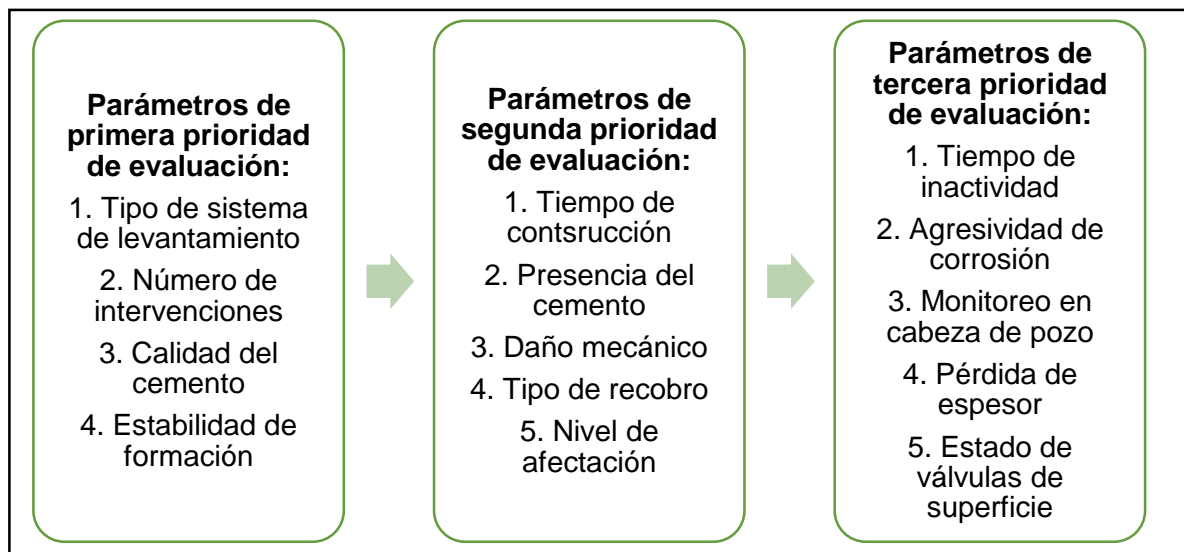 Parámetros de
primera prioridad
de evaluación:
1. Tipo de sistema
de levantamiento
2. Número de
intervenciones
3. Calidad del
cemento
4. Estabilidad de
formación
Parámetros de
segunda prioridad
de evaluación:
1. Tiempo de
contsrucción
2. Presencia del
cemento
3. Daño mecánico
4. Tipo de recobro
5. Nivel de
afectación
Parámetros de
tercera prioridad
de evaluación:
1. Tiempo de
inactividad
2. Agresividad de
corrosión
3. Monitoreo en
cabeza de pozo
4. Pérdida de
espesor
5. Estado de
válvulas de
superficie